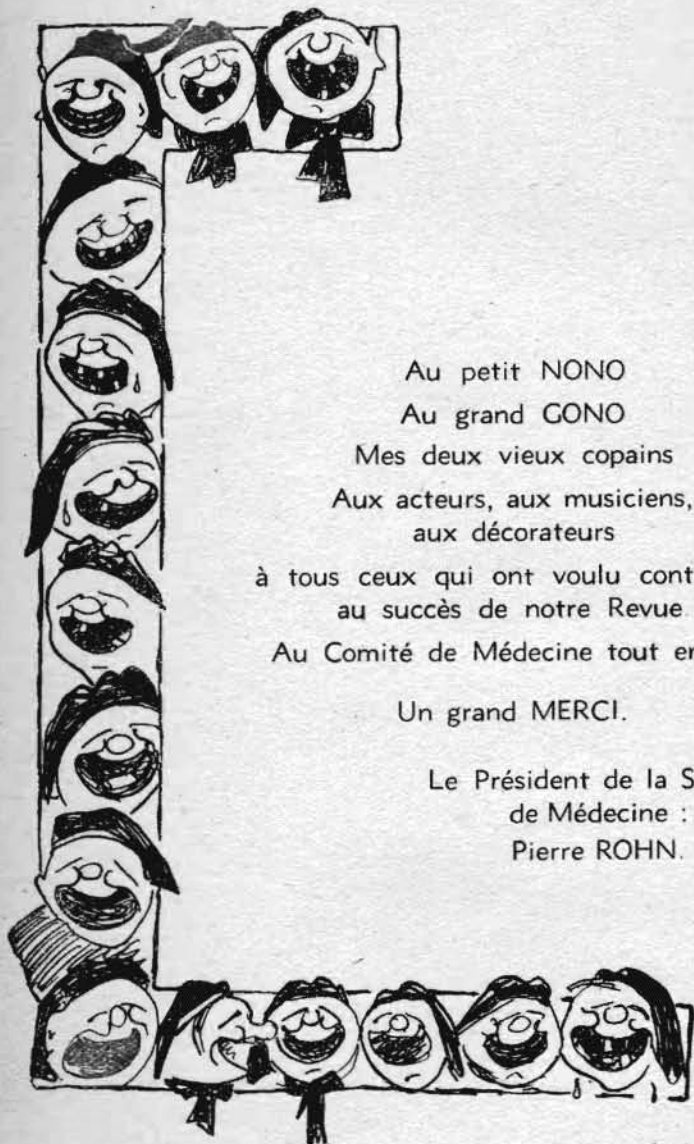 Au petit NONO
Au grand GONO
Mes deux vieux copains
Aux acteurs, aux musiciens,
aux décorateurs
à tous ceux qui ont voulu cont
au succès de notre Revue
Au Comité de Médecine tout
Un grand MERCI.
Le Président de la S
de Médecine :
Pierre ROHN.